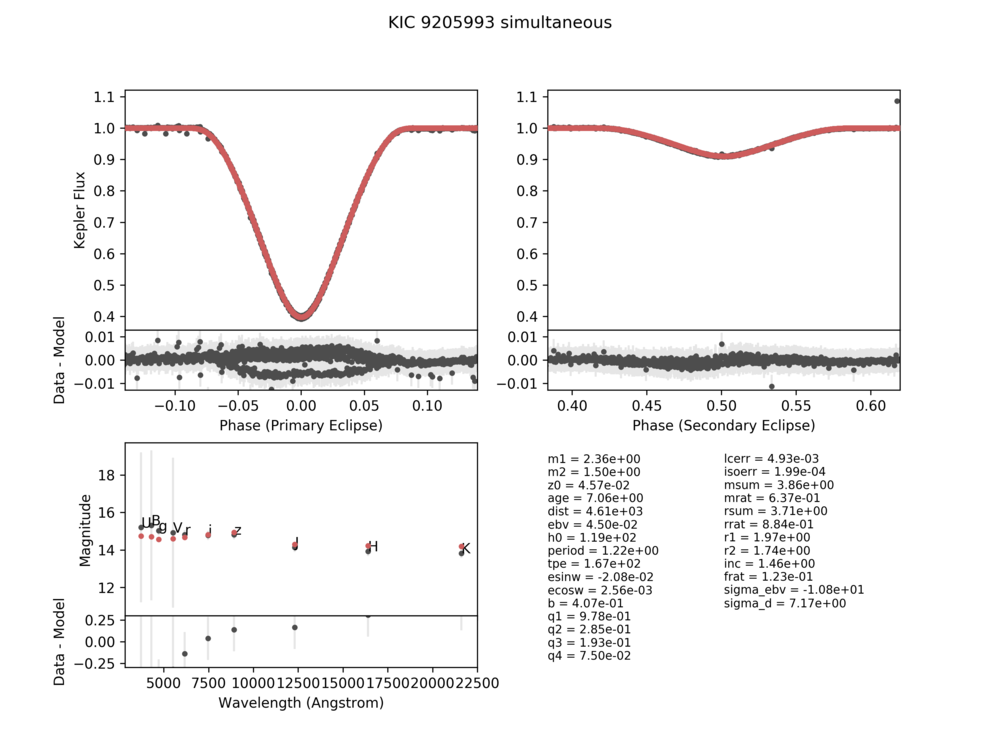 KIC 9205993 simultaneous
1.1
1.0
0.9
0.8
0.7
0.6
0.5
0.4
Kepler Flux
0.01
0.00
−0.01
Data - Model
−0.10 −0.05 0.00 0.05 0.10
Phase (Primary Eclipse)
1.1
1.0
0.9
0.8
0.7
0.6
0.5
0.4
0.01
0.00
−0.01
0.40 0.45 0.50 0.55 0.60
Phase (Secondary Eclipse)
18
16
14
12
Magnitude
U B g V r i z J H K
0.25
0.00
−0.25
Data - Model
5000 7500 10000 12500 15000 17500 20000 22500
Wavelength (Angstrom)
m1 = 2.36e+00
m2 = 1.50e+00
z0 = 4.57e-02
age = 7.06e+00
dist = 4.61e+03
ebv = 4.50e-02
h0 = 1.19e+02
period = 1.22e+00
tpe = 1.67e+02
esinw = -2.08e-02
ecosw = 2.56e-03
b = 4.07e-01
q1 = 9.78e-01
q2 = 2.85e-01
q3 = 1.93e-01
q4 = 7.50e-02
lcerr = 4.93e-03
isoerr = 1.99e-04
msum = 3.86e+00
mrat = 6.37e-01
rsum = 3.71e+00
rrat = 8.84e-01
r1 = 1.97e+00
r2 = 1.74e+00
inc = 1.46e+00
frat = 1.23e-01
sigma_ebv = -1.08e+01
sigma_d = 7.17e+00